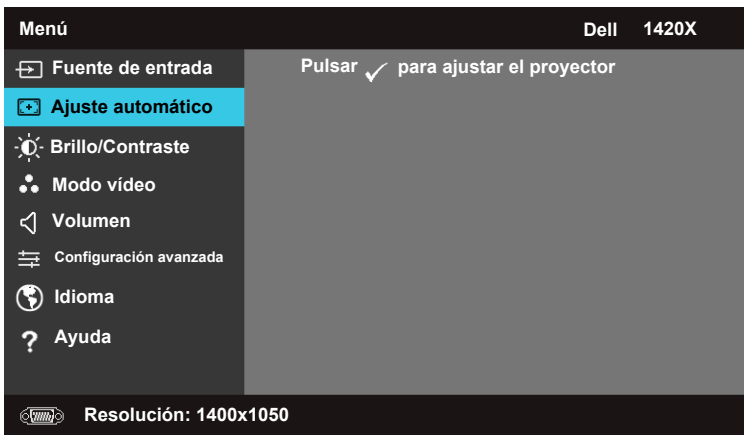 Menú Dell 1420X
Fuente de entrada
Pulsar ✓ para ajustar el proyector
Ajuste automático
Brillo/Contraste
Modo vídeo
Volumen
Configuración avanzada
Idioma
? Ayuda
Resolución: 1400x1050